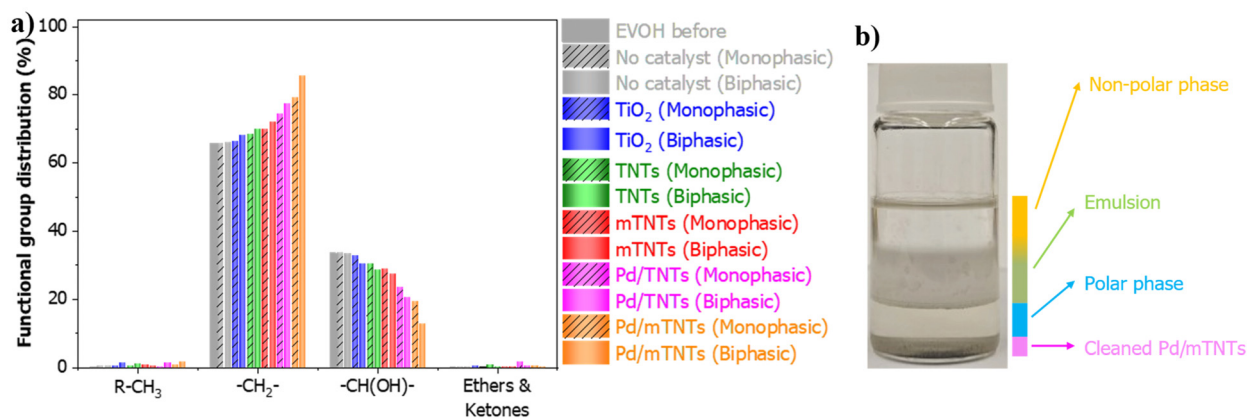 a)
Functional group distribution (%)
100
80
60
40
20
0
R-CH₃
-CH₂-
-CH(OH)-
Ethers &
Ketones
EVOH before
No catalyst (Monophasic)
No catalyst (Biphasic)
TiO₂ (Monophasic)
TiO₂ (Biphasic)
TNTs (Monophasic)
TNTs (Biphasic)
mTNTs (Monophasic)
mTNTs (Biphasic)
Pd/TNTs (Monophasic)
Pd/TNTs (Biphasic)
Pd/mTNTs (Monophasic)
Pd/mTNTs (Biphasic)
b)
Non-polar phase
Emulsion
Polar phase
Cleaned Pd/mTNTs